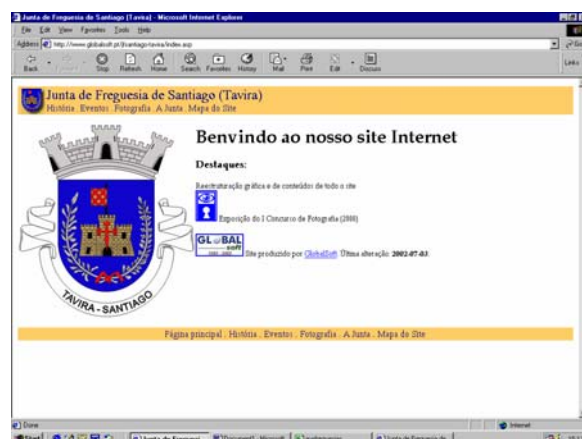 Junta de Freguesia de Santiago (Tavira) - Microsoft Internet Explorer
File Edit View Favorites Tools Help
Address http://www.globalsoft.pt/jfsantiago-tavira/index.asp
Back Stop Refresh Home Search Favorites History Mail Print Edit Discuss Links
Junta de Freguesia de Santiago (Tavira)
História . Eventos . Fotografia . A Junta . Mapa do Site
Benvindo ao nosso site Internet
Destaques:
Reestruturação gráfica e de conteúdos de todo o site
Exposição do I Concurso de Fotografia (2000)
GLOBAL
soft
Site produzido por GlobalSoft. Última alteração: 2002-07-03.
TAVIRA - SANTIAGO
Página principal . História . Eventos . Fotografia . A Junta . Mapa do Site
Done Internet
Start Junta de Freguesi...